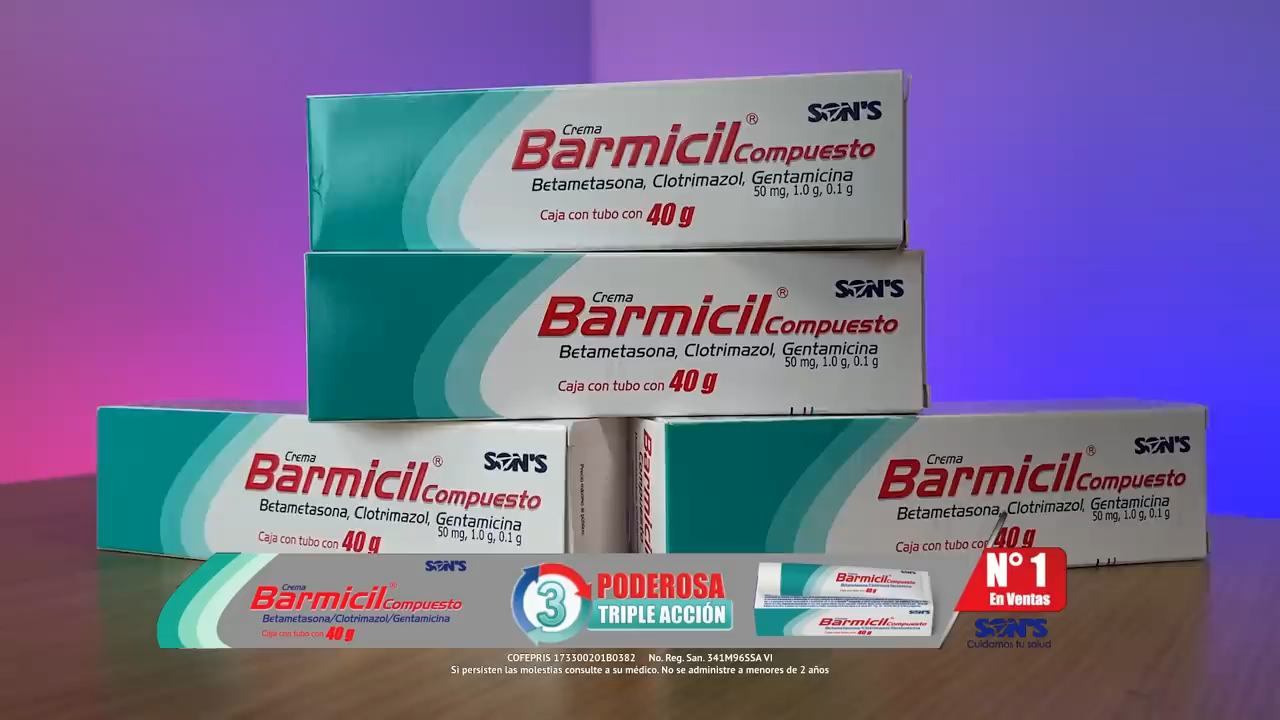 SON'S
Crema
Barmicil® Compuesto
Betametasona, Clotrimazol, Gentamicina
50 mg, 1.0 g, 0.1 g
Caja con tubo con 40 g
SON'S
Crema
Barmicil® Compuesto
Betametasona, Clotrimazol, Gentamicina
50 mg, 1.0 g, 0.1 g
Caja con tubo con 40 g
SON'S
Crema
Barmicil® Compuesto
Betametasona, Clotrimazol, Gentamicina
50 mg, 1.0 g, 0.1 g
Caja con tubo con 40 g
Barmicil
Compuesto
SON'S
Crema
Barmicil® Compuesto
Betametasona, Clotrimazol, Gentamicina
50 mg, 1.0 g, 0.1 g
Caja con tubo con 40 g
SON'S
Crema
Barmicil® Compuesto
Betametasona/Clotrimazol/Gentamicina
Caja con tubo con 40 g
3
PODEROSA
TRIPLE ACCIÓN
Barmicil Compuesto
40 g
SON'S
Barmicil Compuesto
40 g
N° 1
En Ventas
SON'S
Cuidamos tu salud
COFEPRIS 173300201B0382 No. Reg. San. 341M96SSA VI
Si persisten las molestias consulte a su médico. No se administre a menores de 2 años